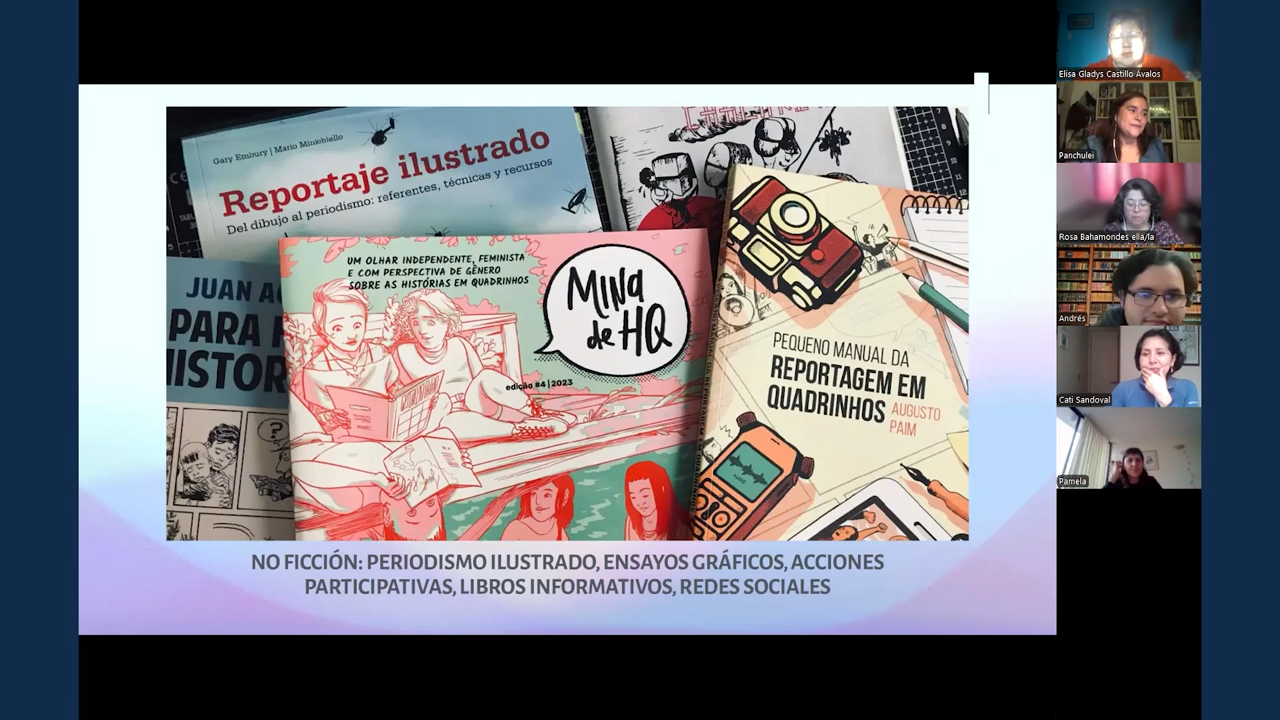 Gary Embury | Mario Minichiello
Reportaje ilustrado
Del dibujo al periodismo: referentes, técnicas y recursos
UM OLHAR INDEPENDENTE, FEMINISTA
E COM PERSPECTIVA DE GÊNERO
SOBRE AS HISTÓRIAS EM QUADRINHOS
MINA
de HQ
edição #4 | 2023
JUAN
PARA
PEQUENO MANUAL DA
REPORTAGEM EM
QUADRINHOS
AUGUSTO
PAIM
NO FICCIÓN: PERIODISMO ILUSTRADO, ENSAYOS GRÁFICOS, ACCIONES
PARTICIPATIVAS, LIBROS INFORMATIVOS, REDES SOCIALES
Elisa Gladys Castillo Ávalos
Panchulei
Rosa Bahamondes ella/la
Andrés
Cati Sandoval
Pamela